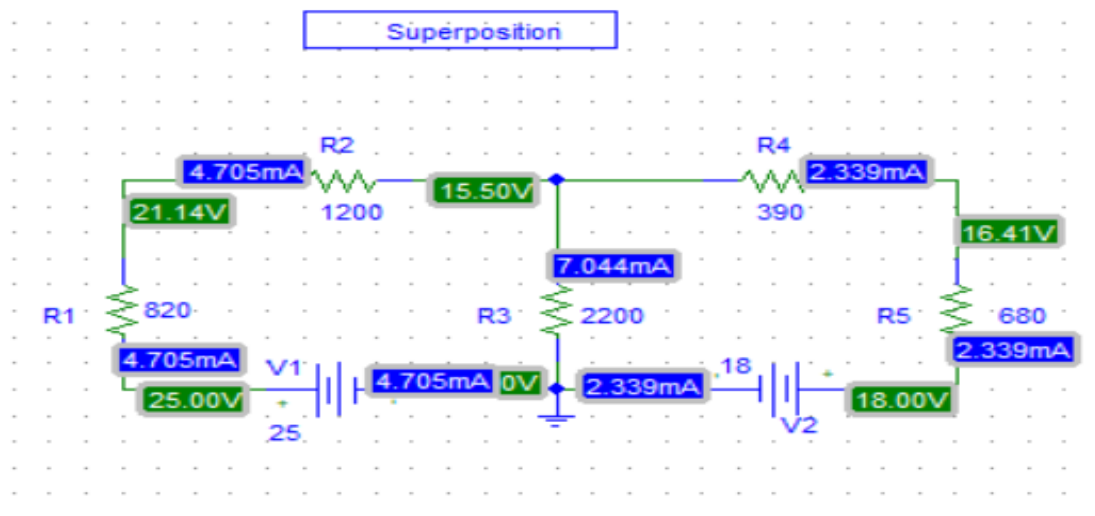 Superposition
R2
R4
4.705mA
2.339mA
15.50V
1200
390
21.14V
16.41V
7.044mA
R1
820
R3
2200
R5
680
4.705mA
2.339mA
V1
18
4.705mA
0V
2.339mA
25.00V
18.00V
25
V2